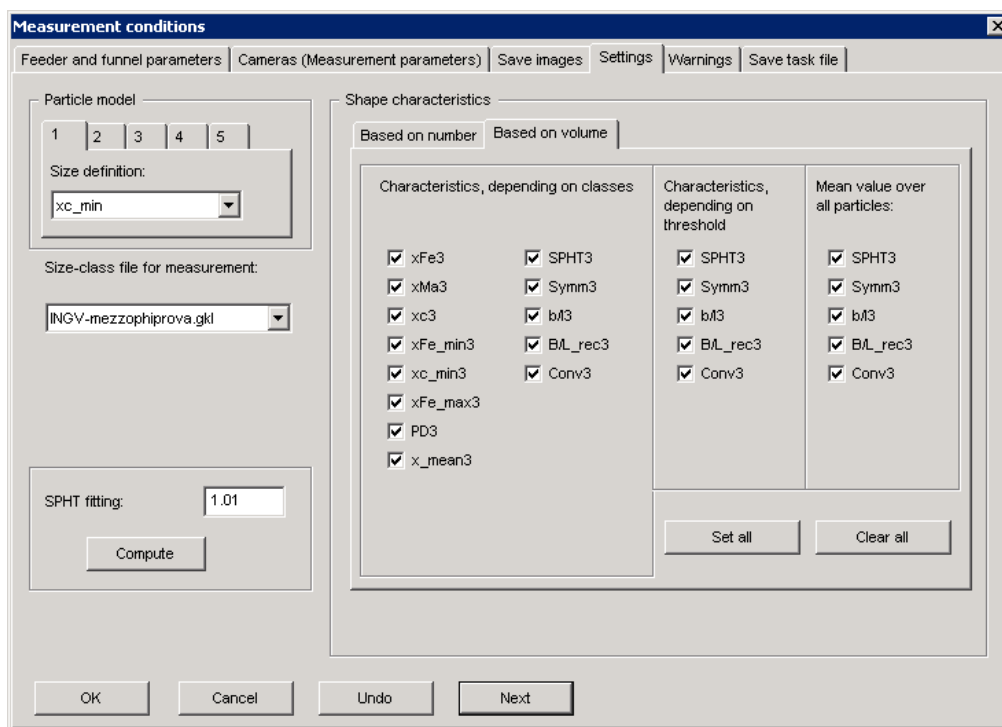 Measurement conditions
Feeder and funnel parameters
Cameras (Measurement parameters)
Save images
Settings
Warnings
Save task file
Particle model
1
2
3
4
5
Size definition:
xc_min
Size-class file for measurement:
INGV-mezzophiprova.gkl
SPHT fitting:
1.01
Compute
Shape characteristics
Based on number
Based on volume
Characteristics, depending on classes
xFe3
xMa3
xc3
xFe_min3
xc_min3
xFe_max3
PD3
x_mean3
SPHT3
Symm3
b/l3
B/L_rec3
Conv3
Characteristics,
depending on
threshold
SPHT3
Symm3
b/l3
B/L_rec3
Conv3
Mean value over
all particles:
SPHT3
Symm3
b/l3
B/L_rec3
Conv3
Set all
Clear all
OK
Cancel
Undo
Next